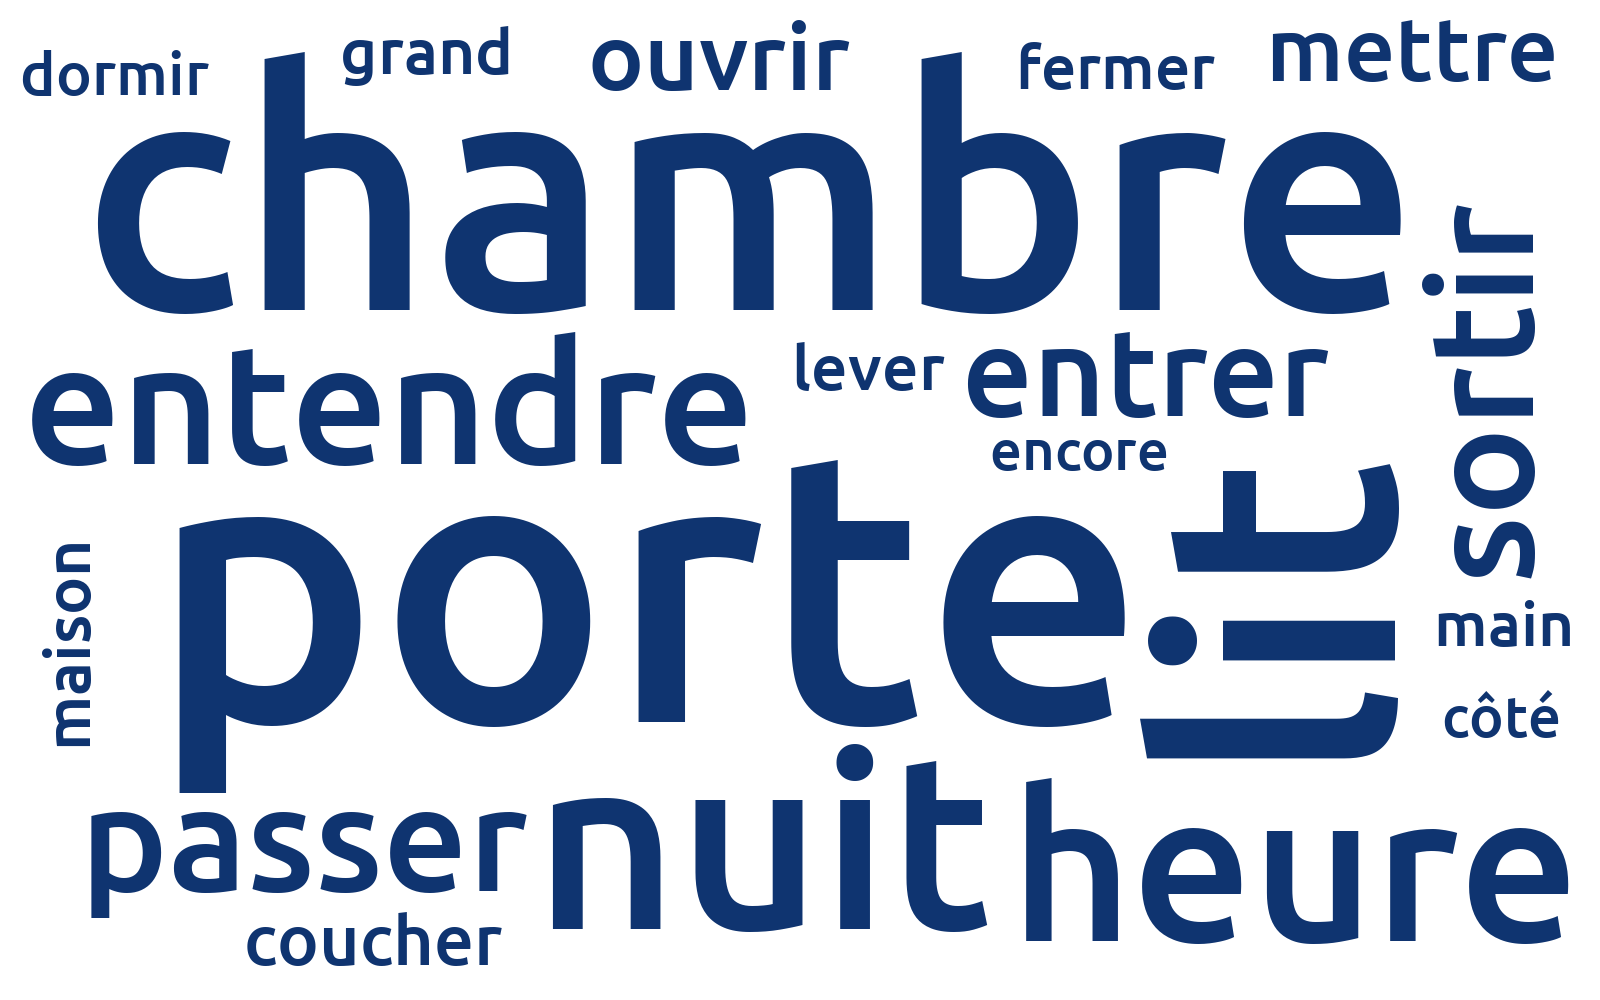 dormir
grand
ouvrir
fermer
mettre
chambre
sortir
entendre
lever
entrer
encore
porte
lit
maison
main
côté
passer
nuit
heure
coucher